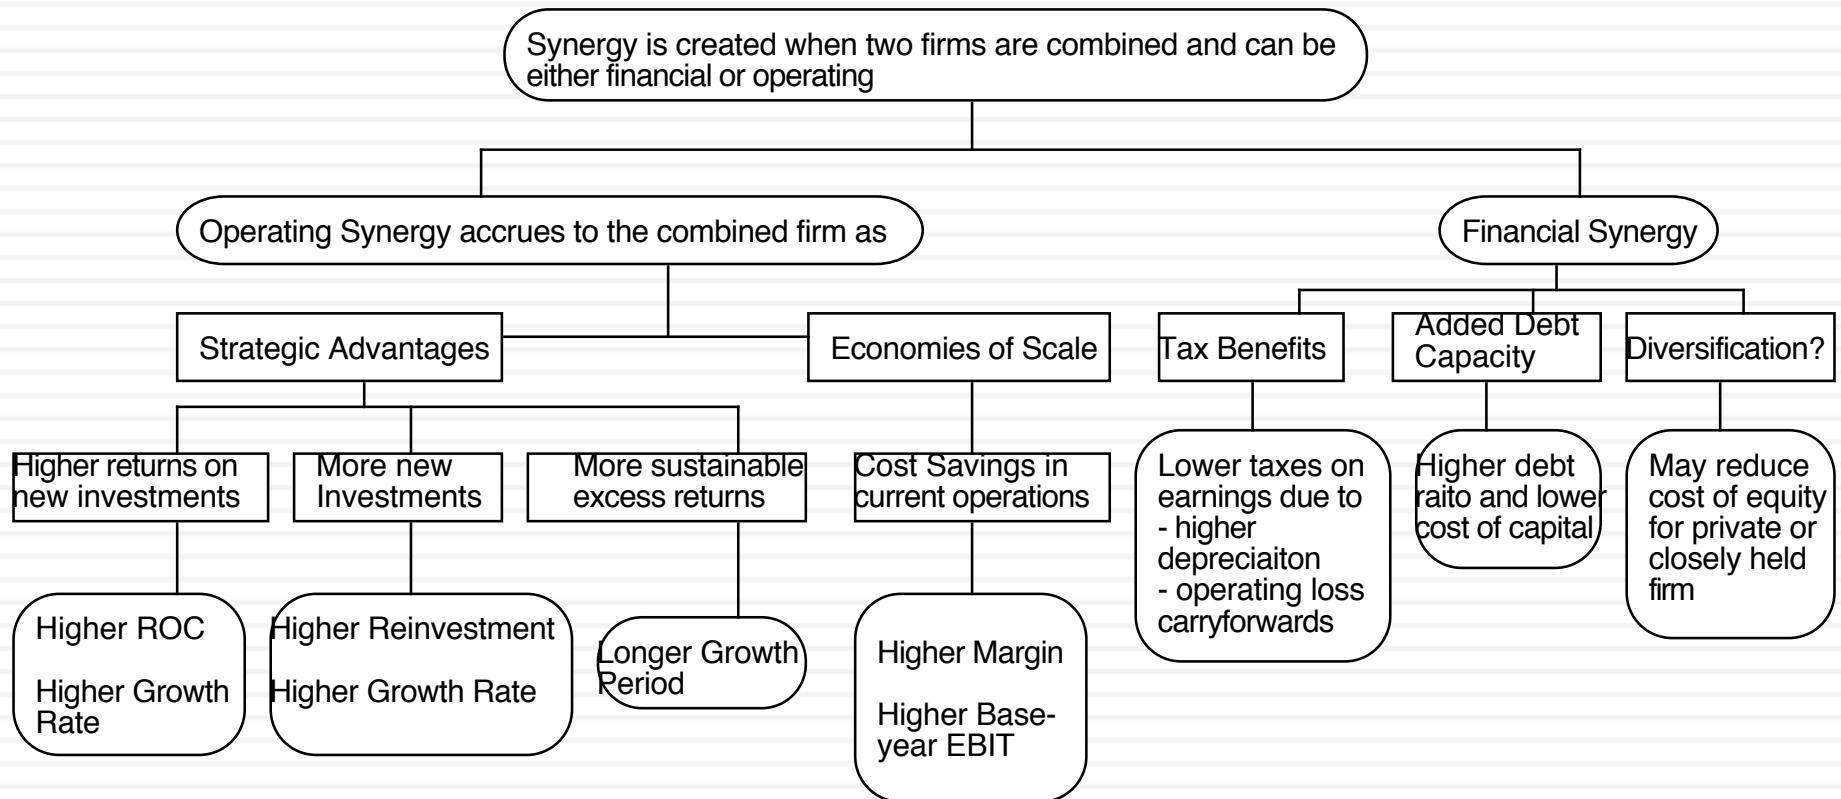 Synergy is created when two firms are combined and can be
either financial or operating
Operating Synergy accrues to the combined firm as
Financial Synergy
Strategic Advantages
Economies of Scale
Tax Benefits
Added Debt
Capacity
Diversification?
Higher returns on
new investments
More new
Investments
More sustainable
excess returns
Cost Savings in
current operations
Lower taxes on
earnings due to
- higher
depreciaiton
- operating loss
carryforwards
Higher debt
raito and lower
cost of capital
May reduce
cost of equity
for private or
closely held
firm
Higher ROC
Higher Growth
Rate
Higher Reinvestment
Higher Growth Rate
Longer Growth
Period
Higher Margin
Higher Base-
year EBIT